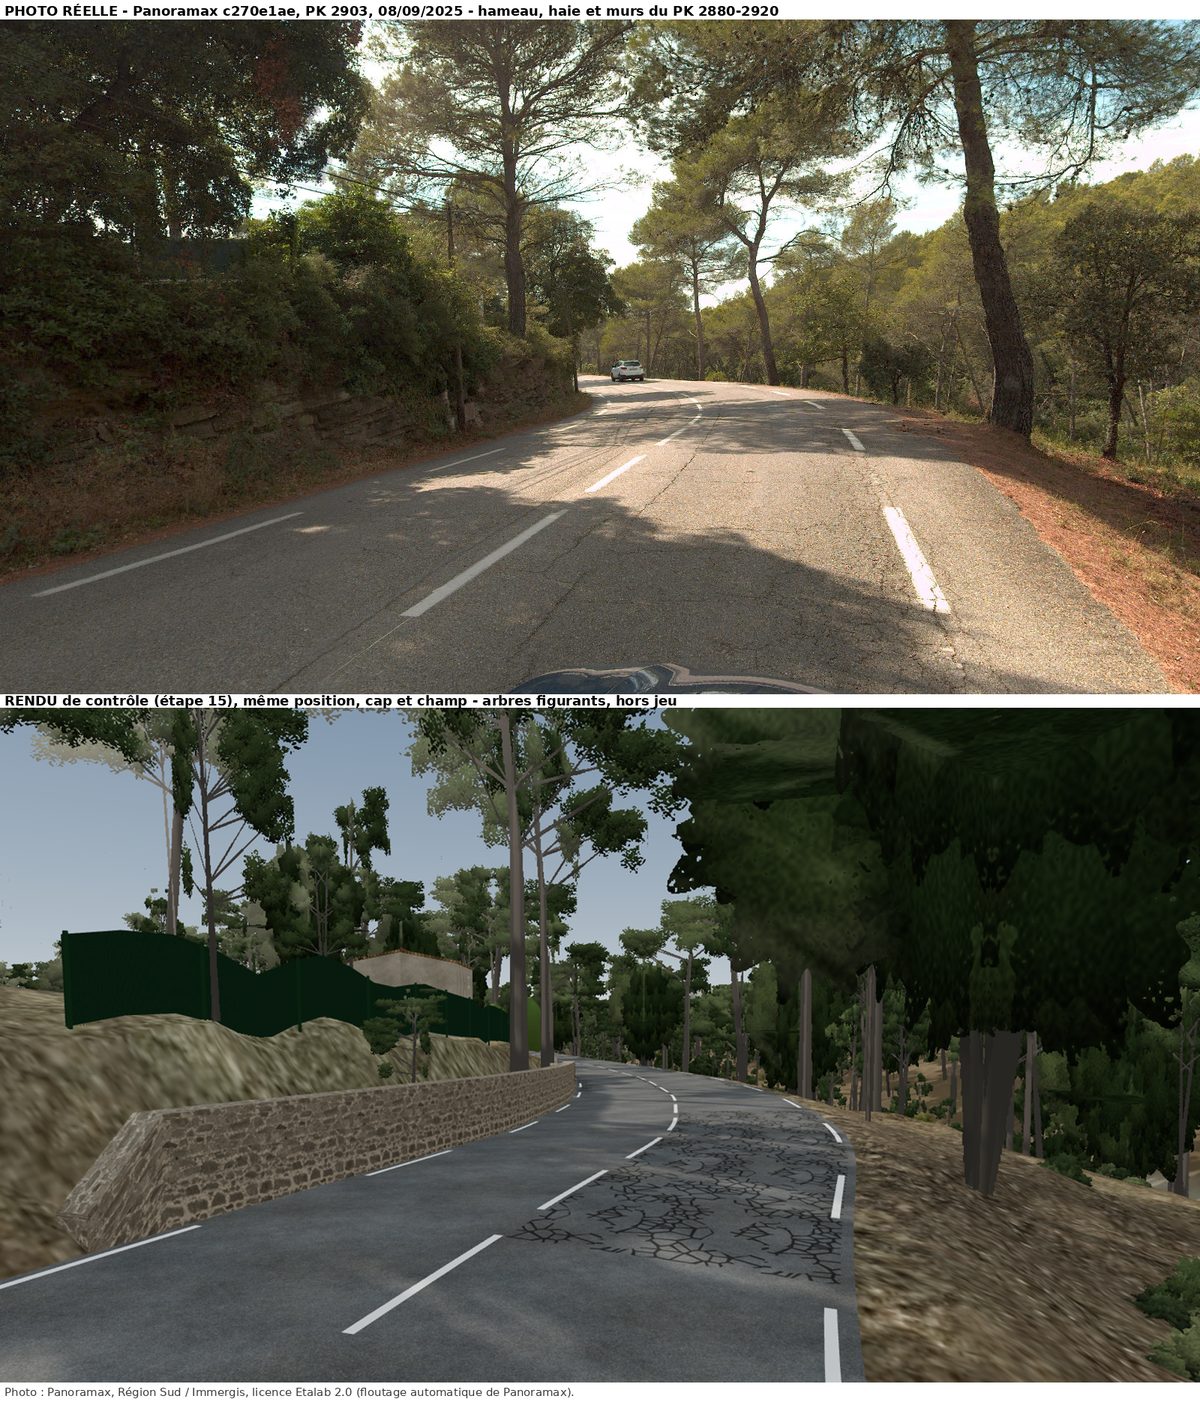 PHOTO RÉELLE - Panoramax c270e1ae, PK 2903, 08/09/2025 - hameau, haie et murs du PK 2880-2920
RENDU de contrôle (étape 15), même position, cap et champ - arbres figurants, hors jeu
Photo : Panoramax, Région Sud / Immergis, licence Etalab 2.0 (floutage automatique de Panoramax).